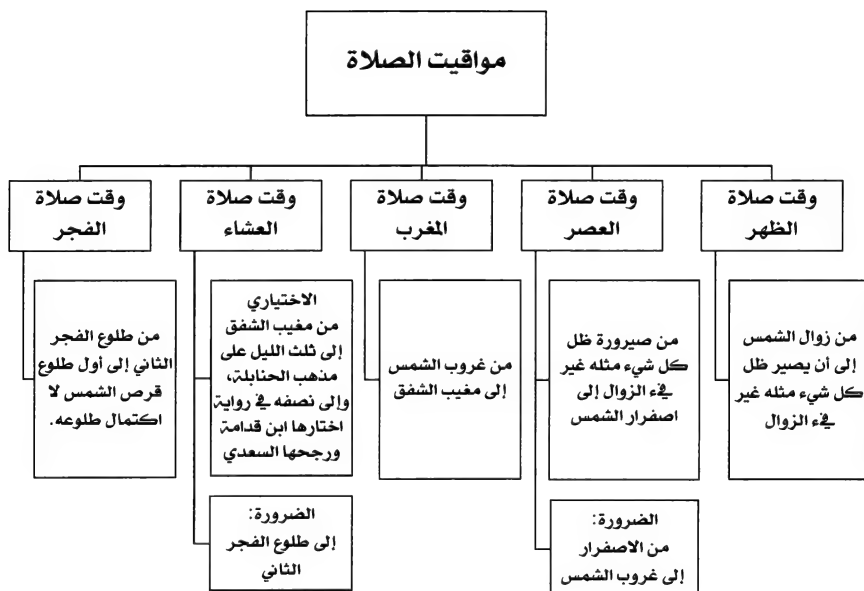 مواقيت الصلاة
وقت صلاة
الظهر
من زوال الشمس
إلى أن يصير ظل
كل شيء مثله غير
فيء الزوال
وقت صلاة
العصر
من صيرورة ظل
كل شيء مثله غير
فيء الزوال إلى
اصفرار الشمس
الضرورة:
من الاصفرار
إلى غروب الشمس
وقت صلاة
المغرب
من غروب الشمس
إلى مغيب الشفق
وقت صلاة
العشاء
الاختياري
من مغيب الشفق
إلى ثلث الليل على
مذهب الحنابلة،
وإلى نصفه في رواية
اختارها ابن قدامة
ورجحها السعدي
الضرورة:
إلى طلوع الفجر
الثاني
وقت صلاة
الفجر
من طلوع الفجر
الثاني إلى أول طلوع
قرص الشمس لا
اكتمال طلوعه.